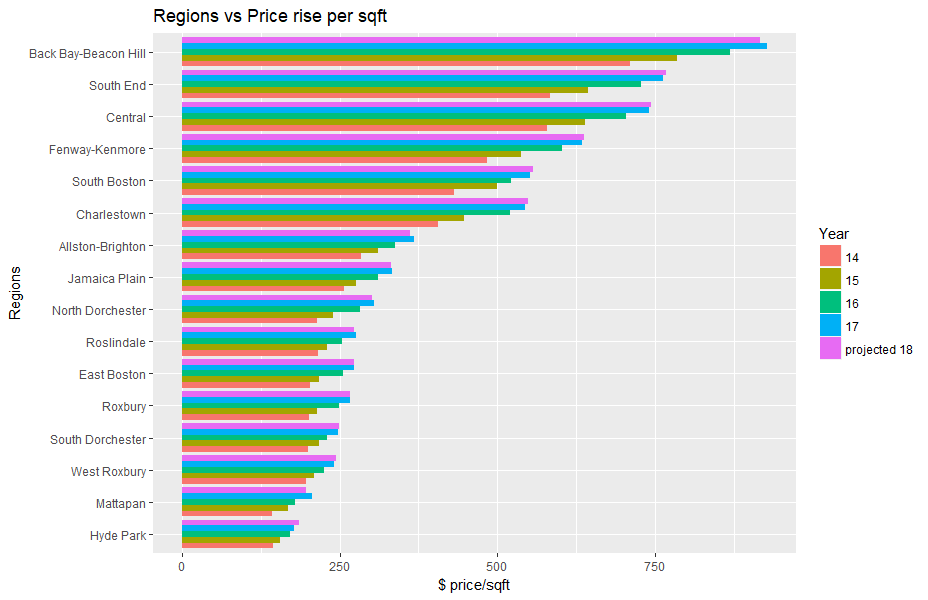 Regions vs Price rise per sqft
Back Bay-Beacon Hill
South End
Central
Fenway-Kenmore
South Boston
Charlestown
Allston-Brighton
Jamaica Plain
North Dorchester
Roslindale
East Boston
Roxbury
South Dorchester
West Roxbury
Mattapan
Hyde Park
Regions
0
250
500
750
$ price/sqft
Year
14
15
16
17
projected 18